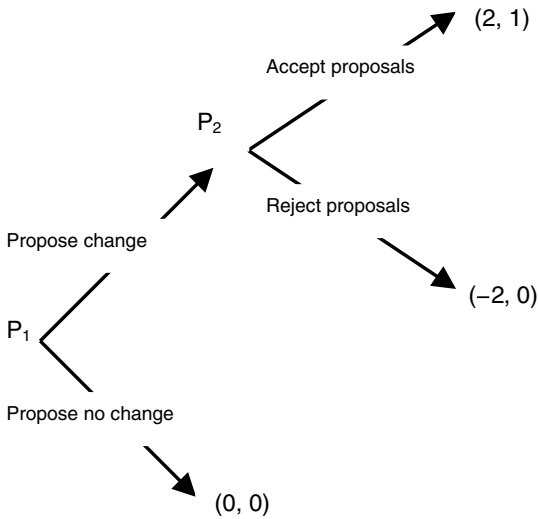 (2, 1)
Accept proposals
P₂
Reject proposals
Propose change
(−2, 0)
P₁
Propose no change
(0, 0)